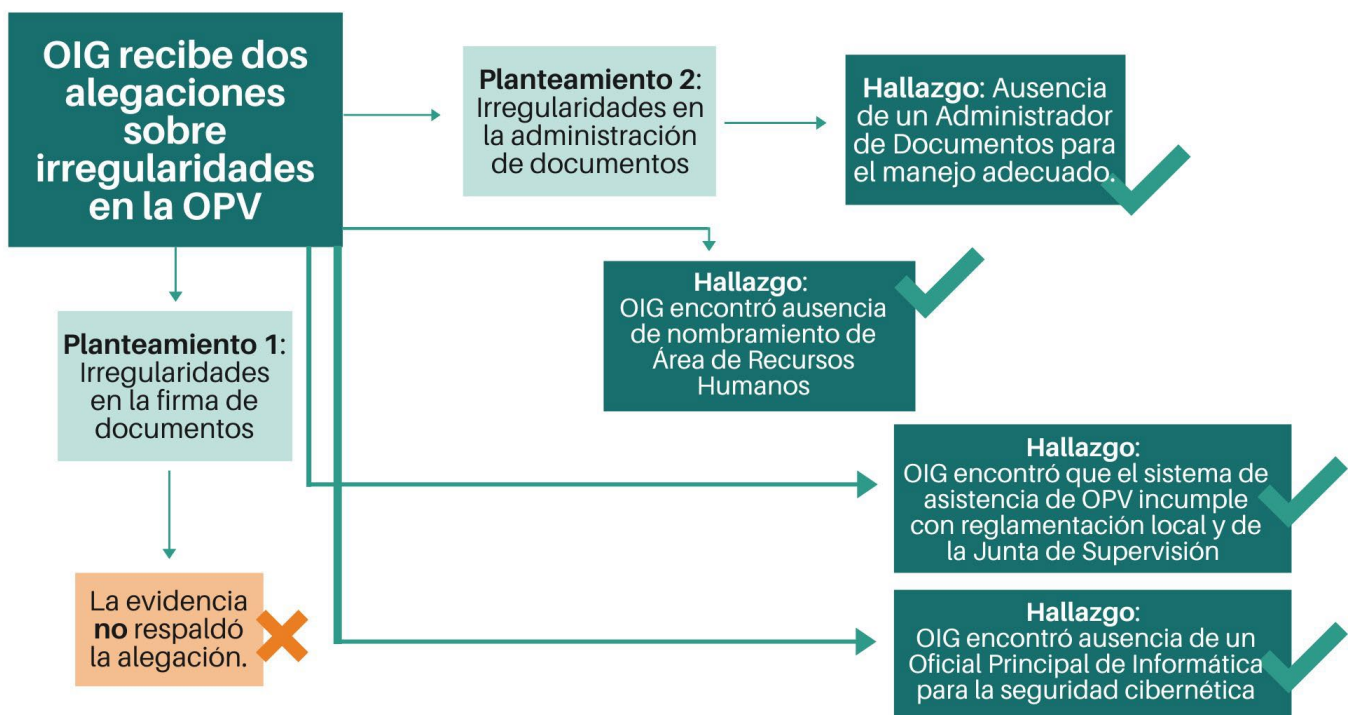 OIG recibe dos
alegaciones
sobre
irregularidades
en la OPV
Planteamiento 2:
Irregularidades en
la administración
de documentos
Hallazgo: Ausencia
de un Administrador
de Documentos para
el manejo adecuado.
Hallazgo:
OIG encontró ausencia
de nombramiento de
Área de Recursos
Humanos
Planteamiento 1:
Irregularidades
en la firma de
documentos
La evidencia
no respaldó
la alegación.
Hallazgo:
OIG encontró que el sistema de
asistencia de OPV incumple
con reglamentación local y de
la Junta de Supervisión
Hallazgo:
OIG encontró ausencia de un
Oficial Principal de Informática
para la seguridad cibernética